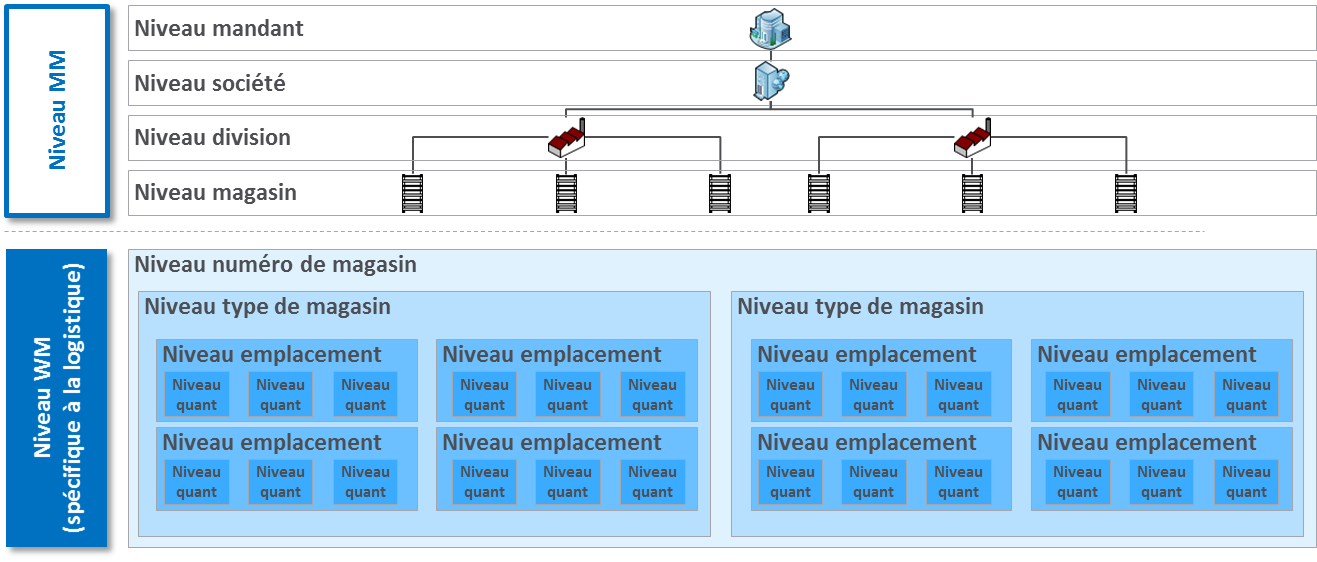 Niveau MM
Niveau mandant
Niveau société
Niveau division
Niveau magasin
Niveau WM
(spécifique à la logistique)
Niveau numéro de magasin
Niveau type de magasin
Niveau emplacement
Niveau
quant
Niveau
quant
Niveau
quant
Niveau emplacement
Niveau
quant
Niveau
quant
Niveau
quant
Niveau emplacement
Niveau
quant
Niveau
quant
Niveau
quant
Niveau emplacement
Niveau
quant
Niveau
quant
Niveau
quant
Niveau type de magasin
Niveau emplacement
Niveau
quant
Niveau
quant
Niveau
quant
Niveau emplacement
Niveau
quant
Niveau
quant
Niveau
quant
Niveau emplacement
Niveau
quant
Niveau
quant
Niveau
quant
Niveau emplacement
Niveau
quant
Niveau
quant
Niveau
quant